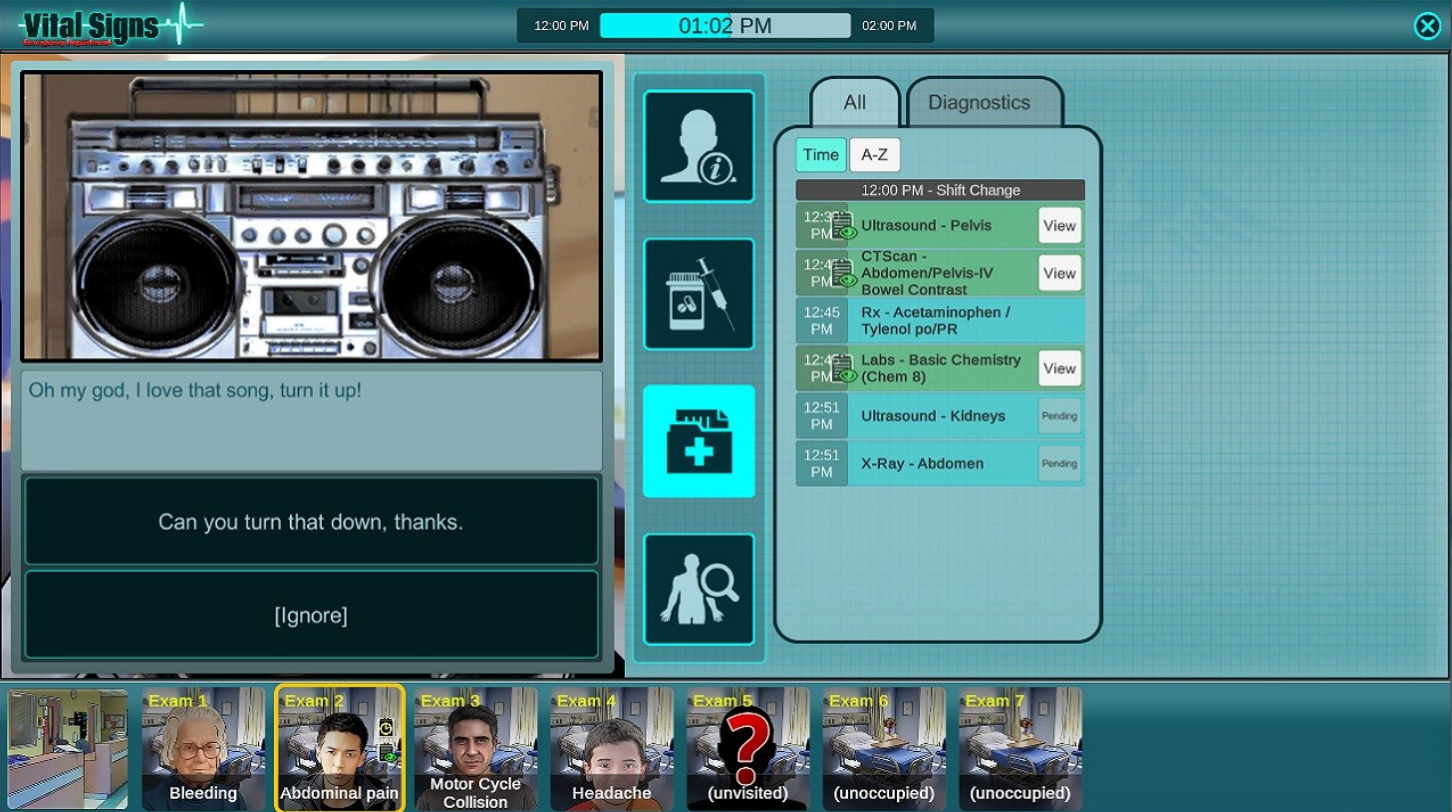 Vital Signs
Emergency Department
12:00 PM
01:02 PM
02:00 PM
Oh my god, I love that song, turn it up!
Can you turn that down, thanks.
[Ignore]
All
Diagnostics
Time
A-Z
12:00 PM - Shift Change
PM
Ultrasound - Pelvis
View
PM
CTScan -
Abdomen/Pelvis-IV
Bowel Contrast
View
12:45
PM
Rx - Acetaminophen /
Tylenol po/PR
PM
Labs - Basic Chemistry
(Chem 8)
View
12:51
PM
Ultrasound - Kidneys
Pending
12:51
PM
X-Ray - Abdomen
Pending
Exam 1
Bleeding
Exam 2
Abdominal pain
Exam 3
Motor Cycle
Collision
Exam 4
Headache
Exam 5
(unvisited)
Exam 6
(unoccupied)
Exam 7
(unoccupied)